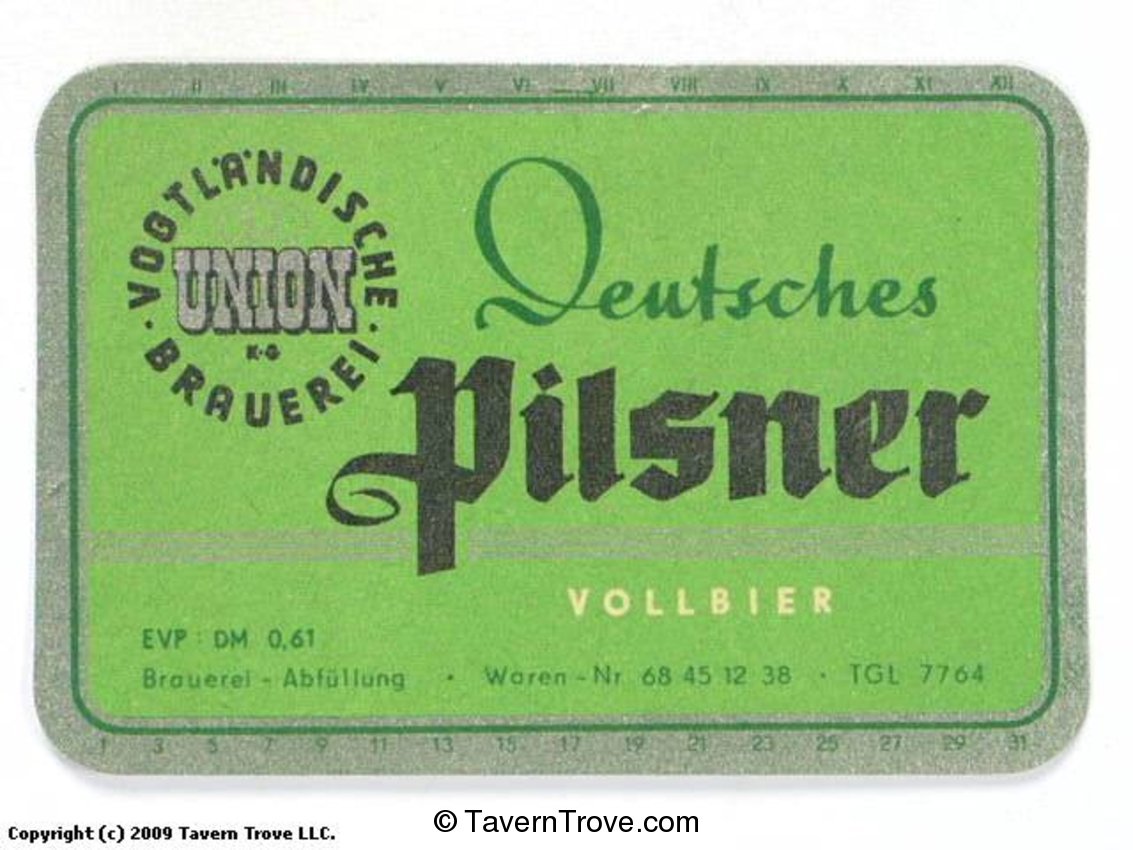 I II III IV V VI VII VIII IX X XI XII
VOGTLÄNDISCHE
UNION
K·G
· BRAUEREI ·
Deutsches
Pilsner
VOLLBIER
EVP : DM 0,61
Brauerei - Abfüllung · Waren-Nr 68 45 12 38 · TGL 7764
1 3 5 7 9 11 13 15 17 19 21 23 25 27 29 31
© TavernTrove.com
Copyright (c) 2009 Tavern Trove LLC.